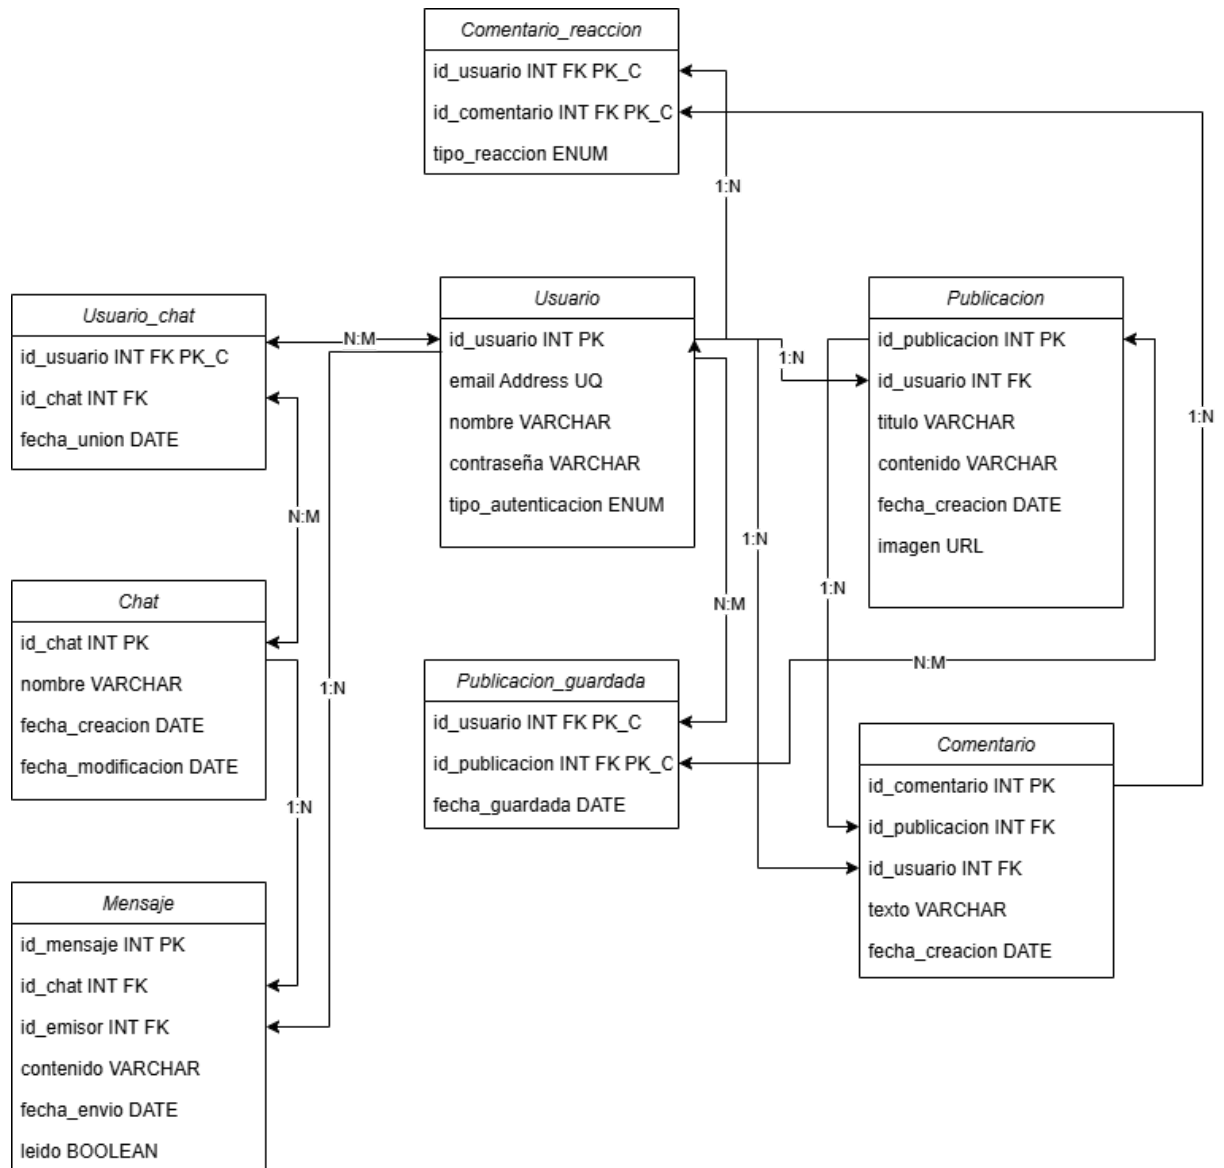 Comentario_reaccion
id_usuario INT FK PK_C
id_comentario INT FK PK_C
tipo_reaccion ENUM
1:N
Usuario_chat
id_usuario INT FK PK_C
id_chat INT FK
fecha_union DATE
N:M
Usuario
id_usuario INT PK
email Address UQ
nombre VARCHAR
contraseña VARCHAR
tipo_autenticacion ENUM
1:N
Publicacion
id_publicacion INT PK
id_usuario INT FK
titulo VARCHAR
contenido VARCHAR
fecha_creacion DATE
imagen URL
1:N
N:M
1:N
1:N
N:M
N:M
Chat
id_chat INT PK
nombre VARCHAR
fecha_creacion DATE
fecha_modificacion DATE
1:N
1:N
Publicacion_guardada
id_usuario INT FK PK_C
id_publicacion INT FK PK_C
fecha_guardada DATE
Comentario
id_comentario INT PK
id_publicacion INT FK
id_usuario INT FK
texto VARCHAR
fecha_creacion DATE
Mensaje
id_mensaje INT PK
id_chat INT FK
id_emisor INT FK
contenido VARCHAR
fecha_envio DATE
leido BOOLEAN